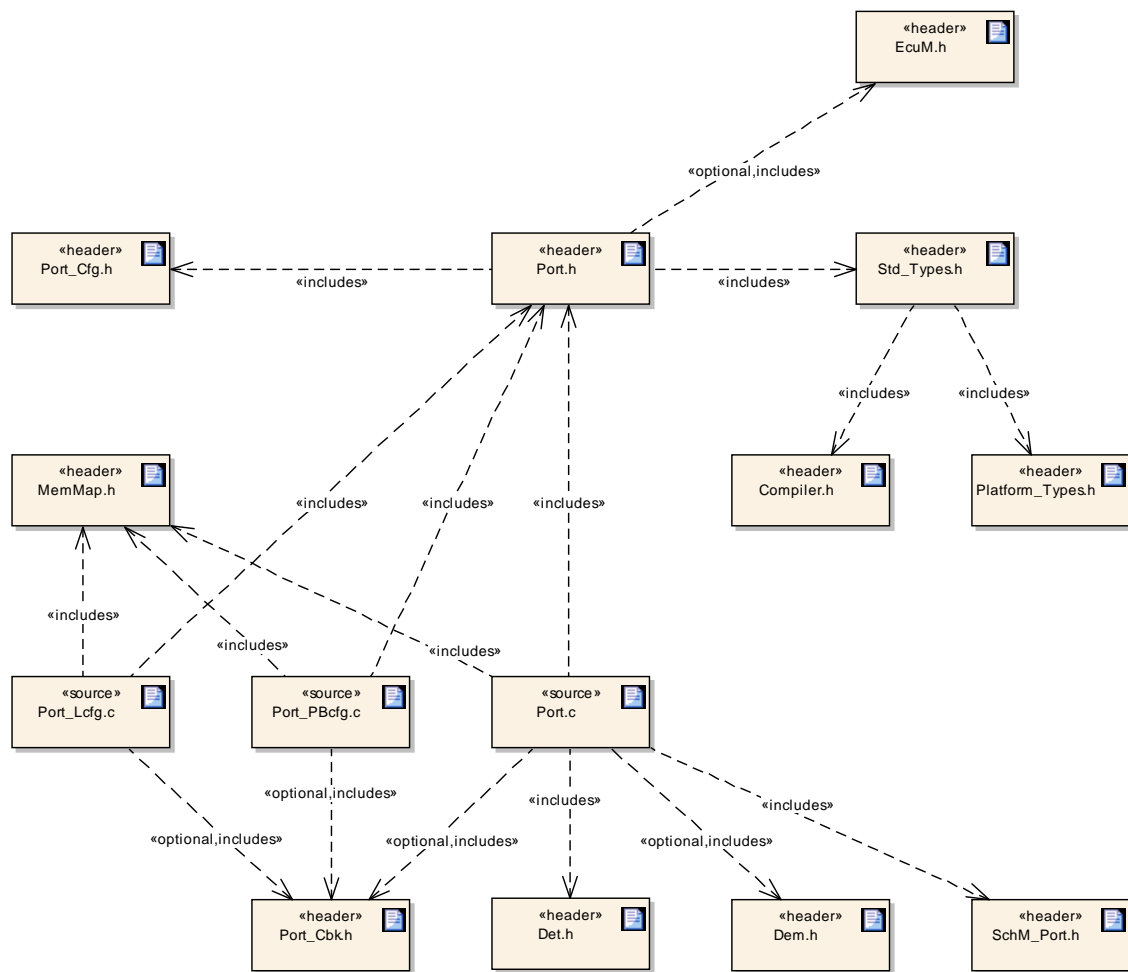 «header»
EcuM.h
«optional,includes»
«header»
Port_Cfg.h
«header»
Port.h
«header»
Std_Types.h
«includes»
«includes»
«includes»
«includes»
«header»
MemMap.h
«header»
Compiler.h
«header»
Platform_Types.h
«includes»
«includes»
«includes»
«includes»
«includes»
«includes»
«source»
Port_Lcfg.c
«source»
Port_PBcfg.c
«source»
Port.c
«optional,includes»
«includes»
«includes»
«optional,includes»
«optional,includes»
«optional,includes»
«header»
Port_Cbk.h
«header»
Det.h
«header»
Dem.h
«header»
SchM_Port.h